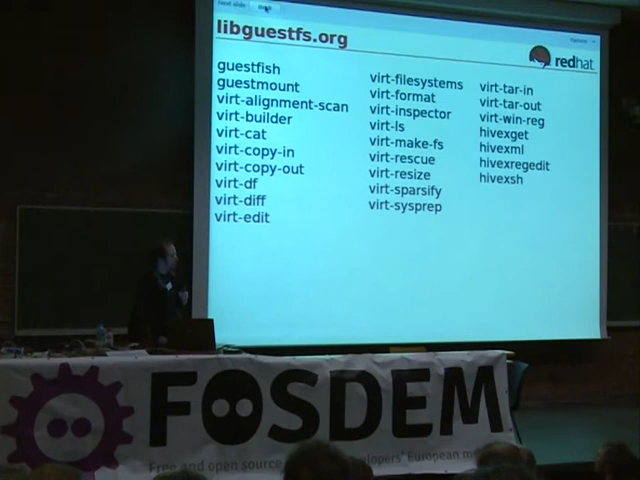 libguestfs.org
redhat
guestfish
guestmount
virt-alignment-scan
virt-builder
virt-cat
virt-copy-in
virt-copy-out
virt-df
virt-diff
virt-edit
virt-filesystems
virt-format
virt-inspector
virt-ls
virt-make-fs
virt-rescue
virt-resize
virt-sparsify
virt-sysprep
virt-tar-in
virt-tar-out
virt-win-reg
hivexget
hivexml
hivexregedit
hivexsh
FOSDEM
Free and open source
elopers' European